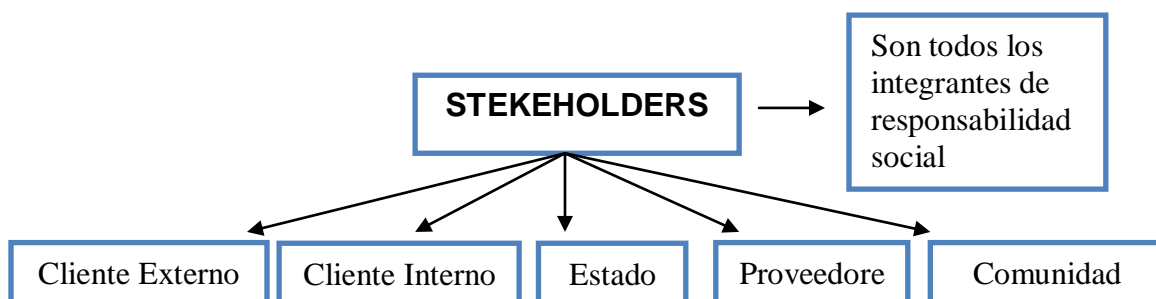 STEKEHOLDERS
Son todos los
integrantes de
responsabilidad
social
Cliente Externo
Cliente Interno
Estado
Proveedore
Comunidad